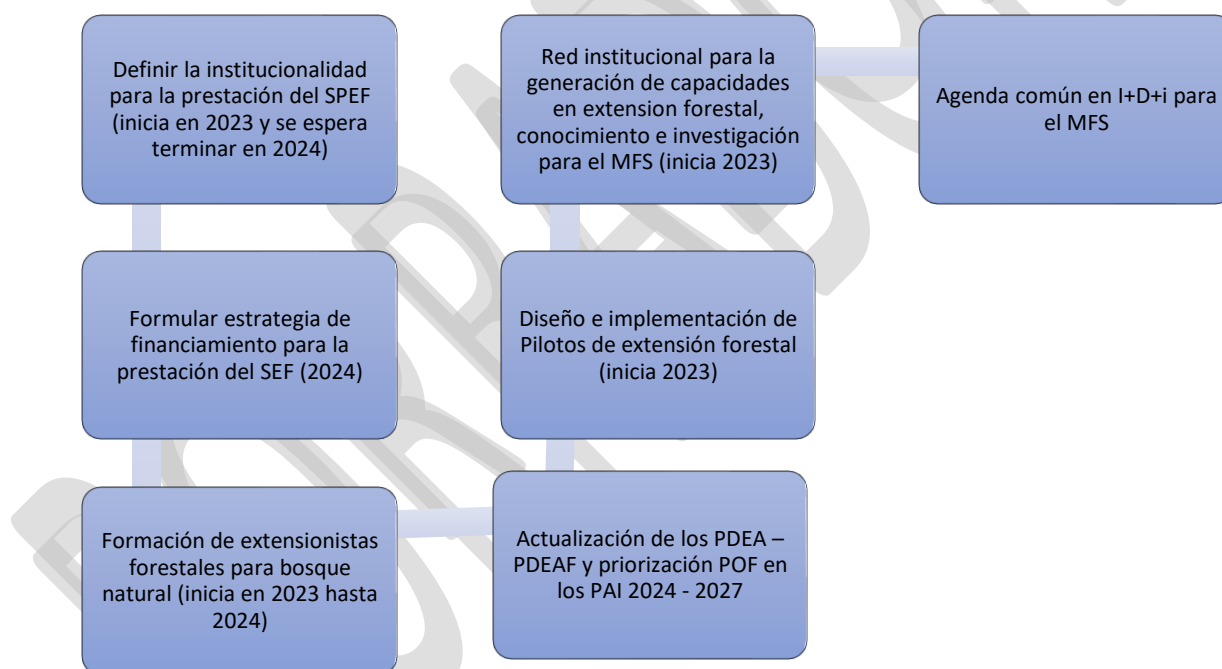 Definir la institucionalidad
para la prestación del SPEF
(inicia en 2023 y se espera
terminar en 2024)
Formular estrategia de
financiamiento para la
prestación del SEF (2024)
Formación de extensionistas
forestales para bosque
natural (inicia en 2023 hasta
2024)
Actualización de los PDEA –
PDEAF y priorización POF en
los PAI 2024 - 2027
Diseño e implementación de
Pilotos de extensión forestal
(inicia 2023)
Red institucional para la
generación de capacidades
en extension forestal,
conocimiento e investigación
para el MFS (inicia 2023)
Agenda común en I+D+i para
el MFS